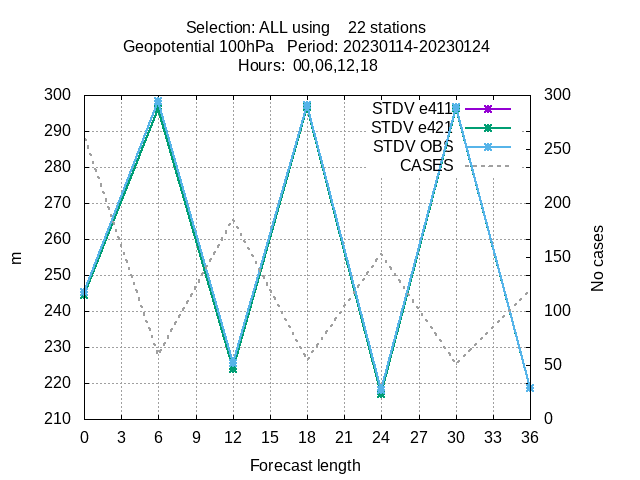 Selection: ALL using 22 stations
Geopotential 100hPa Period: 20230114-20230124
Hours: 00,06,12,18
300
290
280
270
260
250
240
230
220
210
m
300
250
200
150
100
50
0
No cases
STDV e411
STDV e421
STDV OBS
CASES
0 3 6 9 12 15 18 21 24 27 30 33 36
Forecast length